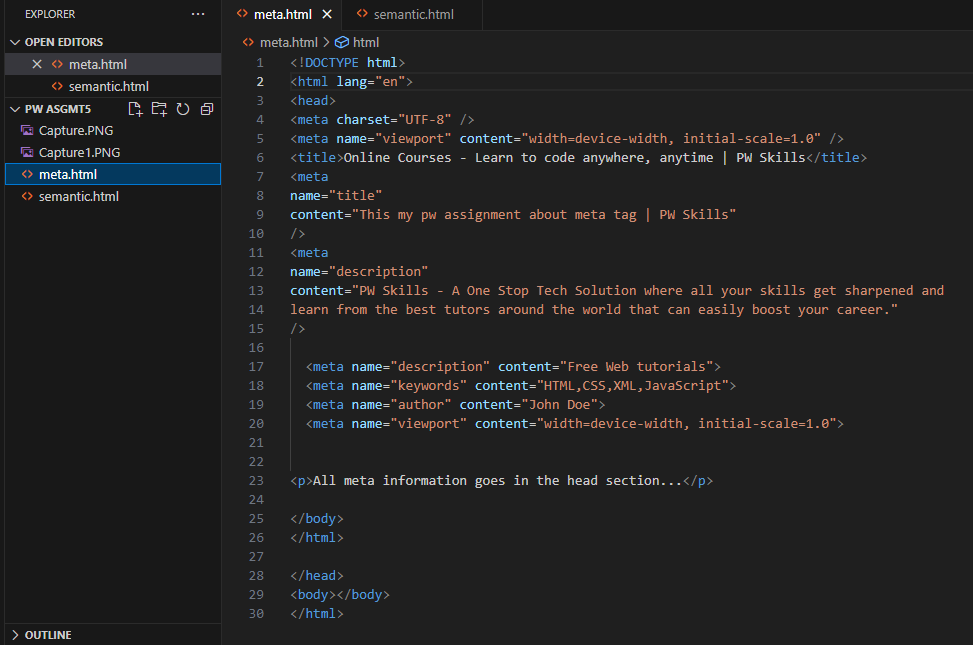 EXPLORER
OPEN EDITORS
meta.html
semantic.html
PW ASGMT5
Capture.PNG
Capture1.PNG
meta.html
semantic.html
OUTLINE
meta.html
semantic.html
meta.html > html
1 <!DOCTYPE html>
2 <html lang="en">
3 <head>
4 <meta charset="UTF-8" />
5 <meta name="viewport" content="width=device-width, initial-scale=1.0" />
6 <title>Online Courses - Learn to code anywhere, anytime | PW Skills</title>
7 <meta
8 name="title"
9 content="This my pw assignment about meta tag | PW Skills"
10 />
11 <meta
12 name="description"
13 content="PW Skills - A One Stop Tech Solution where all your skills get sharpened and
14 learn from the best tutors around the world that can easily boost your career."
15 />
16
17 <meta name="description" content="Free Web tutorials">
18 <meta name="keywords" content="HTML,CSS,XML,JavaScript">
19 <meta name="author" content="John Doe">
20 <meta name="viewport" content="width=device-width, initial-scale=1.0">
21
22
23 <p>All meta information goes in the head section...</p>
24
25 </body>
26 </html>
27
28 </head>
29 <body></body>
30 </html>